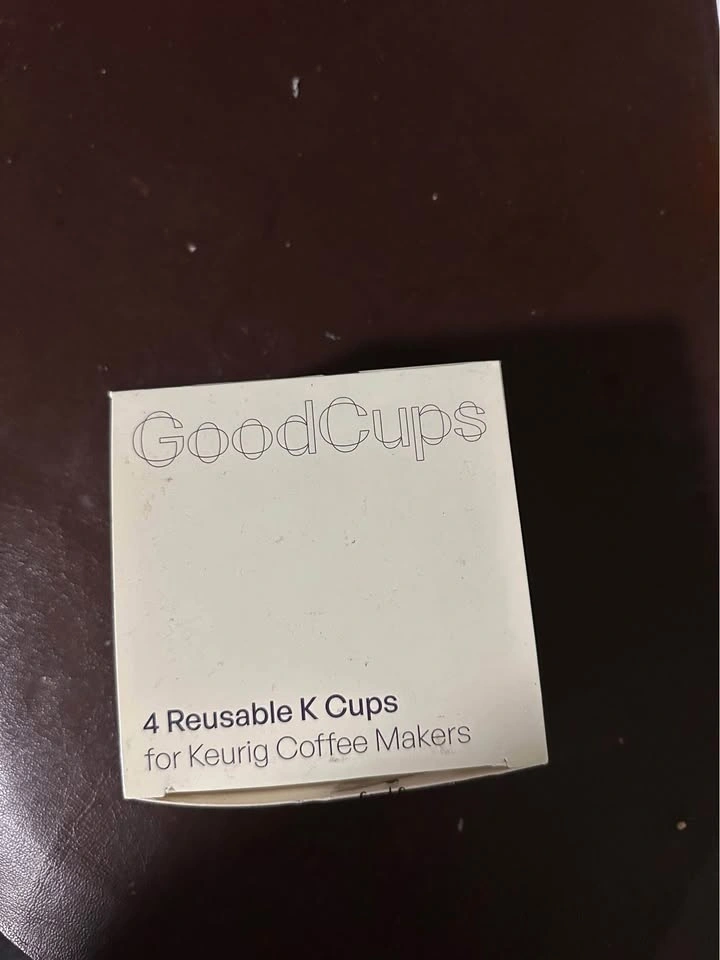 GoodCups
4 Reusable K Cups
for Keurig Coffee Makers